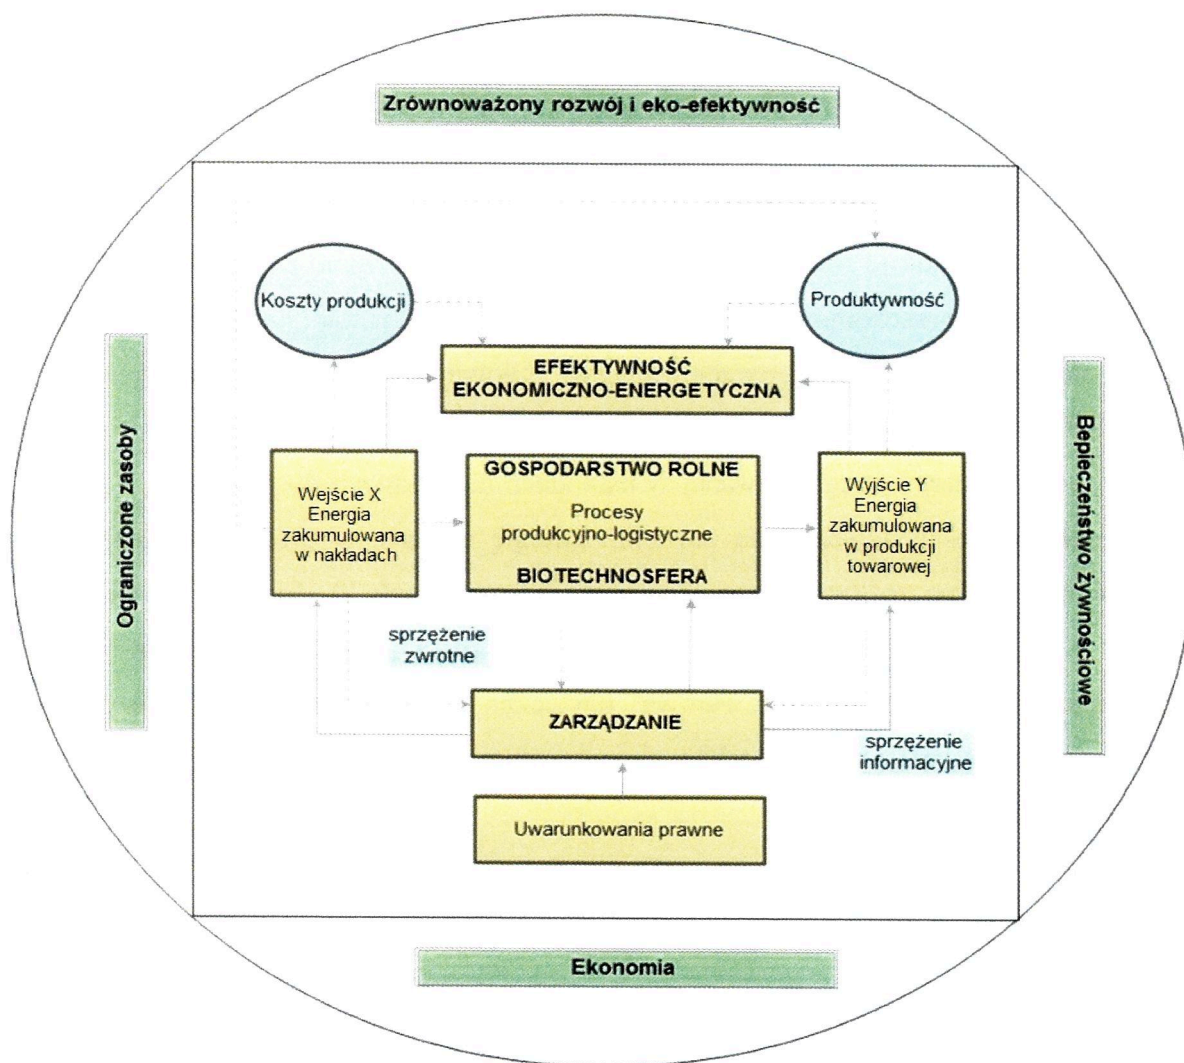 Zrównoważony rozwój i eko-efektywność
Koszty produkcji
Produktywność
EFEKTYWNOŚĆ
EKONOMICZNO-ENERGETYCZNA
Ograniczone zasoby
Wejście X
Energia
zakumulowana
w nakładach
GOSPODARSTWO ROLNE
Procesy
produkcyjno-logistyczne
BIOTECHNOSFERA
Wyjście Y
Energia
zakumulowana
w produkcji
towarowej
Bepieczeństwo żywnościowe
sprzężenie
zwrotne
ZARZĄDZANIE
sprzężenie
informacyjne
Uwarunkowania prawne
Ekonomia